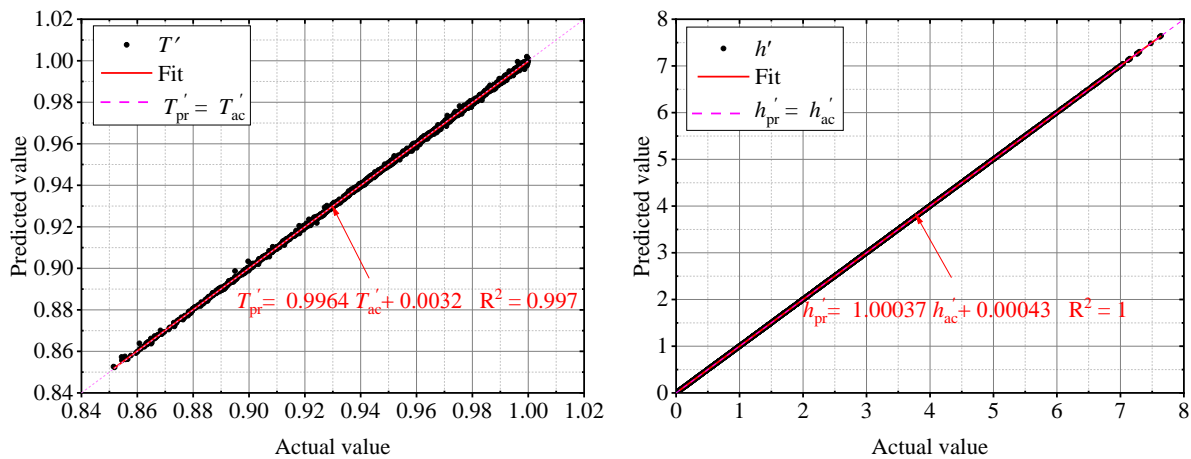 T′
Fit
T′pr = T′ac
Predicted value
1.02
1.00
0.98
0.96
0.94
0.92
0.90
0.88
0.86
0.84
T′pr = 0.9964 T′ac + 0.0032 R² = 0.997
0.84 0.86 0.88 0.90 0.92 0.94 0.96 0.98 1.00 1.02
Actual value
h′
Fit
h′pr = h′ac
Predicted value
8
7
6
5
4
3
2
1
0
h′pr = 1.00037 h′ac + 0.00043 R² = 1
0 1 2 3 4 5 6 7 8
Actual value